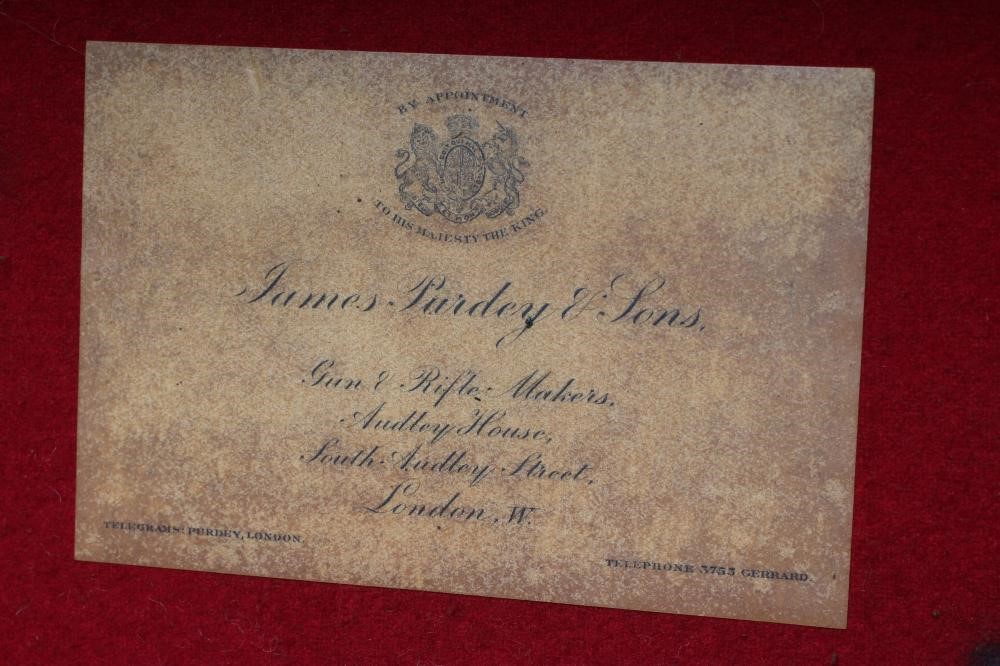 BY APPOINTMENT
TO HIS MAJESTY THE KING.
James Purdey & Sons.
Gun & Rifle Makers.
Audley House,
South Audley Street,
London, W.
TELEGRAMS: PURDEY, LONDON.
TELEPHONE 3753 GERRARD.